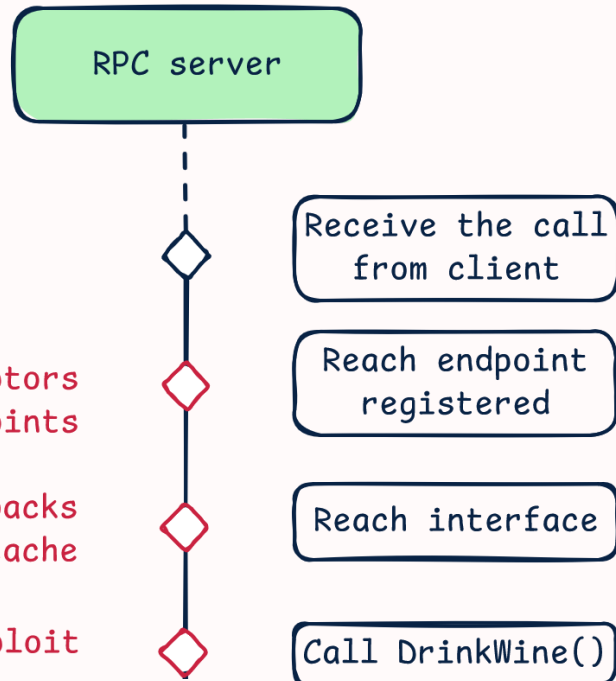 RPC server
Receive the call
from client
Reach endpoint
registered
Reach interface
Call DrinkWine()